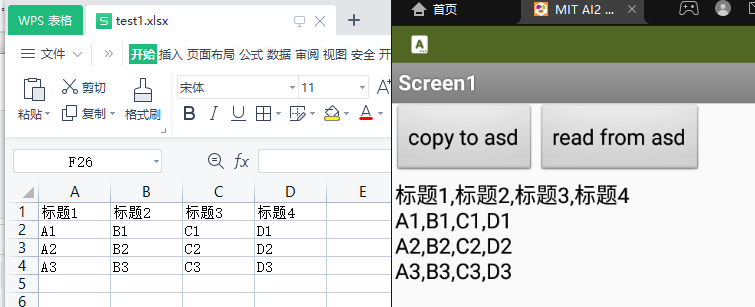 WPS 表格
test1.xlsx
文件
开始 插入 页面布局 公式 数据 审阅 视图 安全 开
剪切
粘贴
复制
格式刷
宋体
11
B I U A
F26
fx
A B C D E
1 标题1 标题2 标题3 标题4
2 A1 B1 C1 D1
3 A2 B2 C2 D2
4 A3 B3 C3 D3
5
6
首页
MIT AI2 ...
A
Screen1
copy to asd
read from asd
标题1,标题2,标题3,标题4
A1,B1,C1,D1
A2,B2,C2,D2
A3,B3,C3,D3